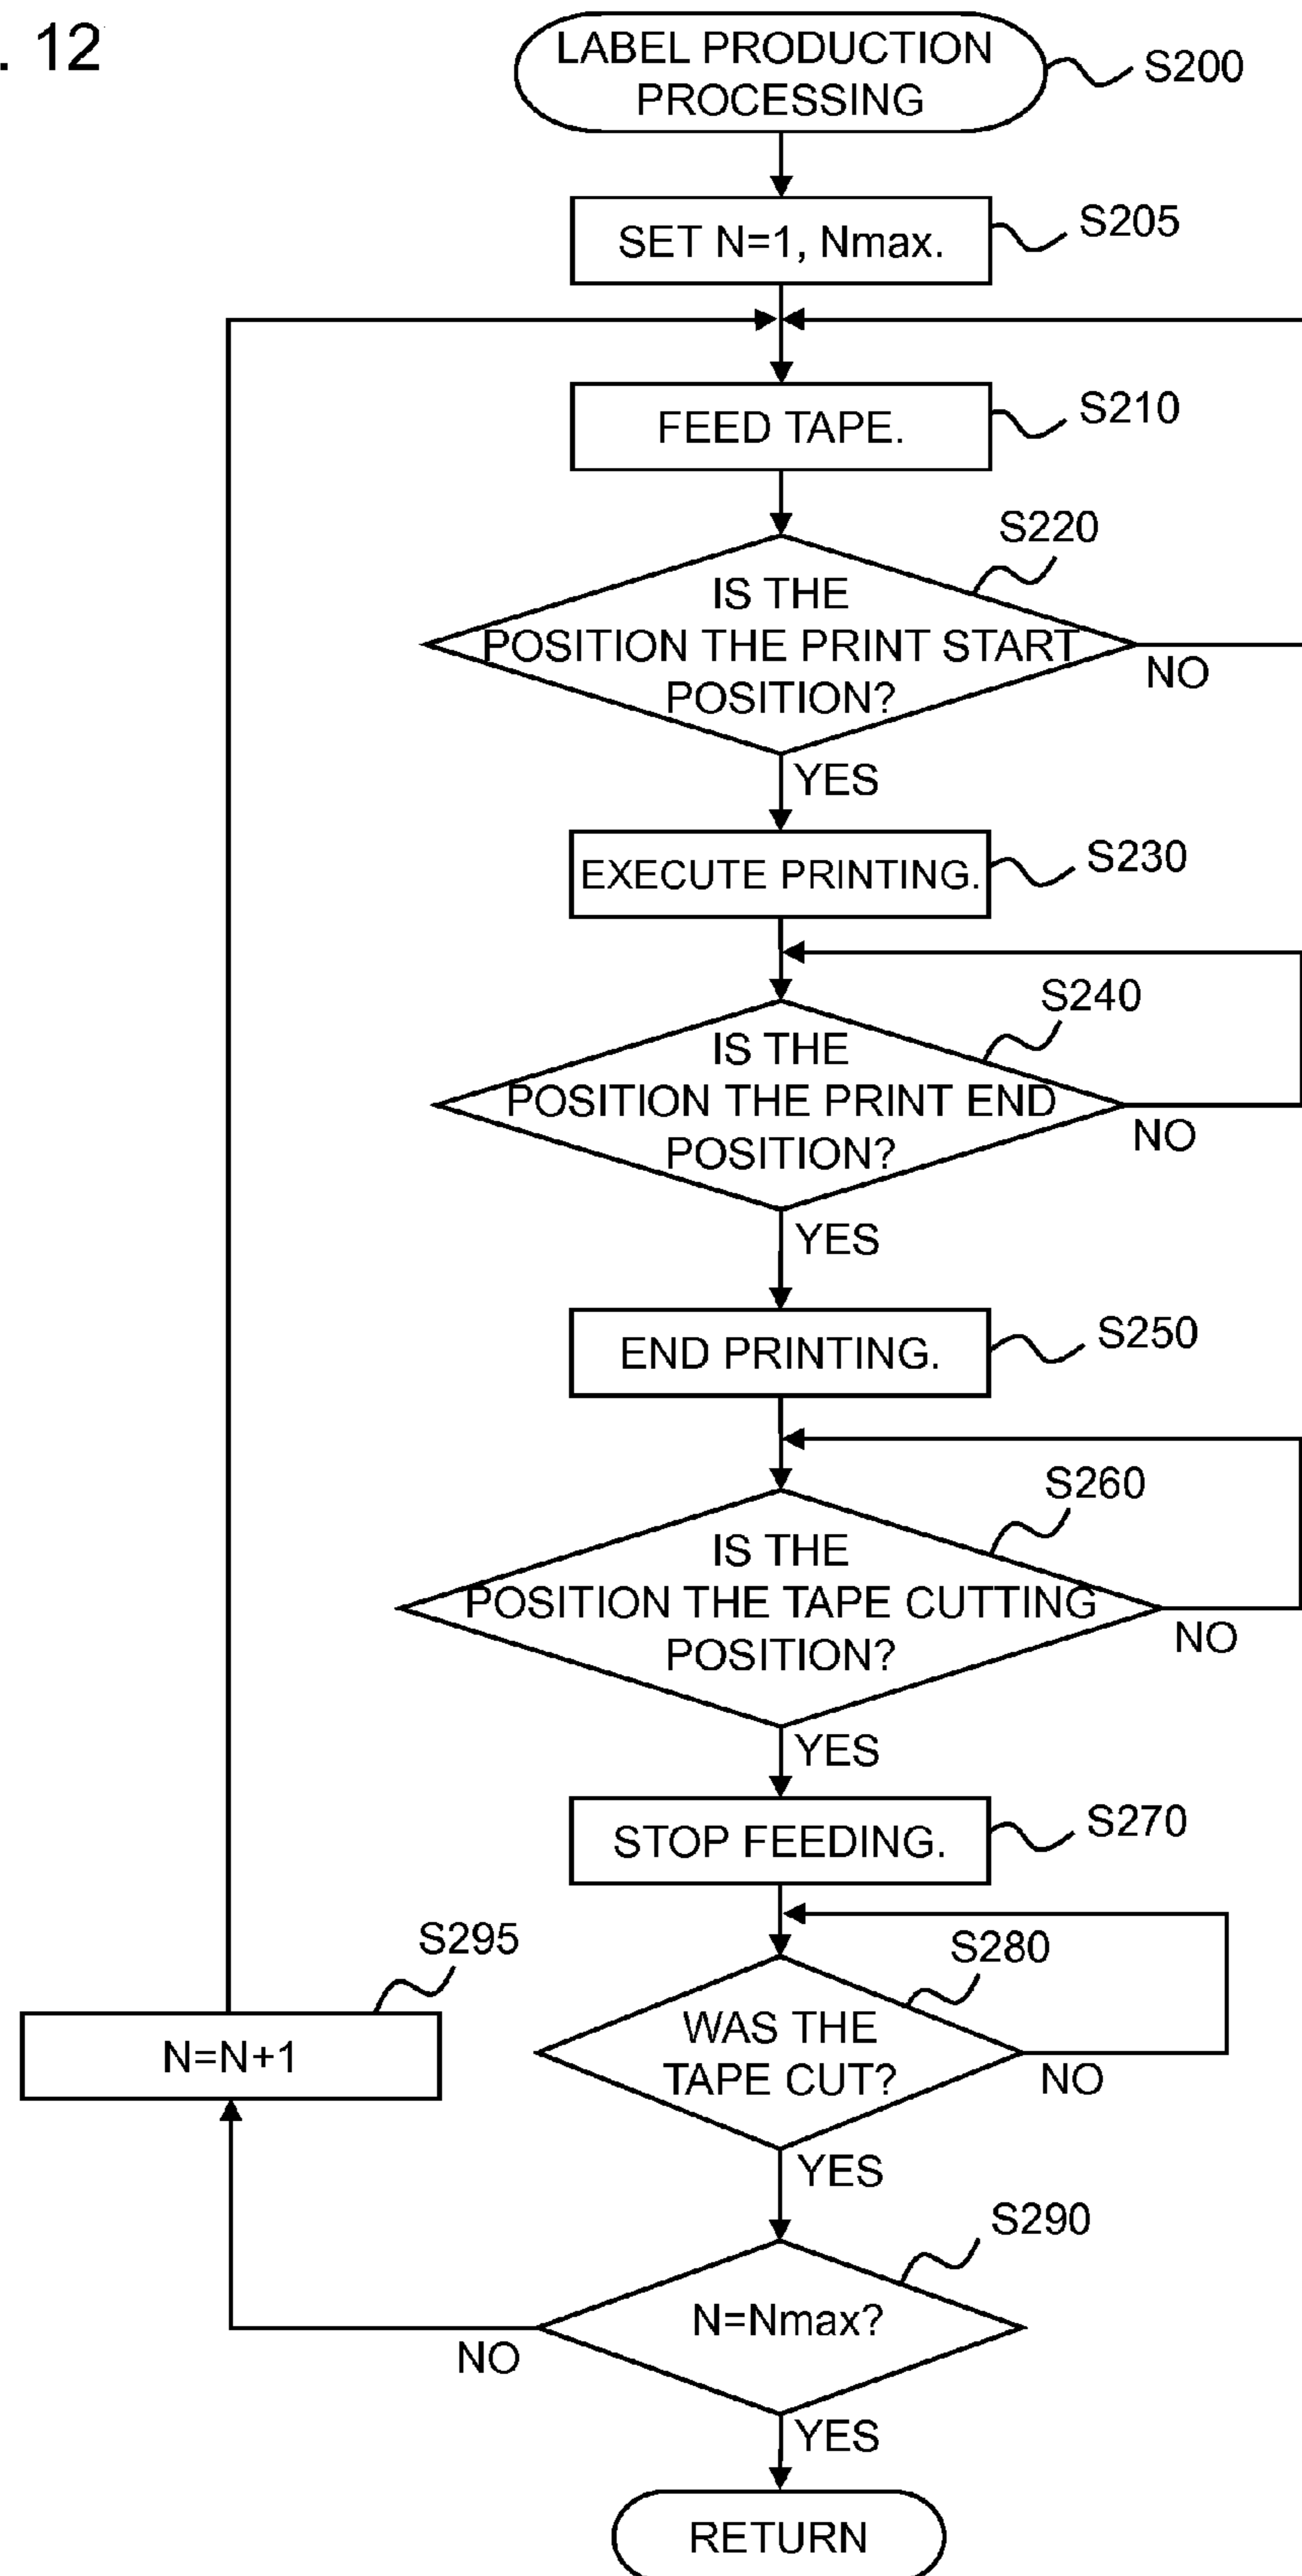 . 12
LABEL PRODUCTION
PROCESSING
S200
SET N=1, Nmax.
S205
FEED TAPE.
S210
S220
IS THE
POSITION THE PRINT START
POSITION?
NO
YES
EXECUTE PRINTING.
S230
S240
IS THE
POSITION THE PRINT END
POSITION?
NO
YES
END PRINTING.
S250
S260
IS THE
POSITION THE TAPE CUTTING
POSITION?
NO
YES
STOP FEEDING.
S270
S295
N=N+1
S280
WAS THE
TAPE CUT?
NO
YES
S290
N=Nmax?
NO
YES
RETURN